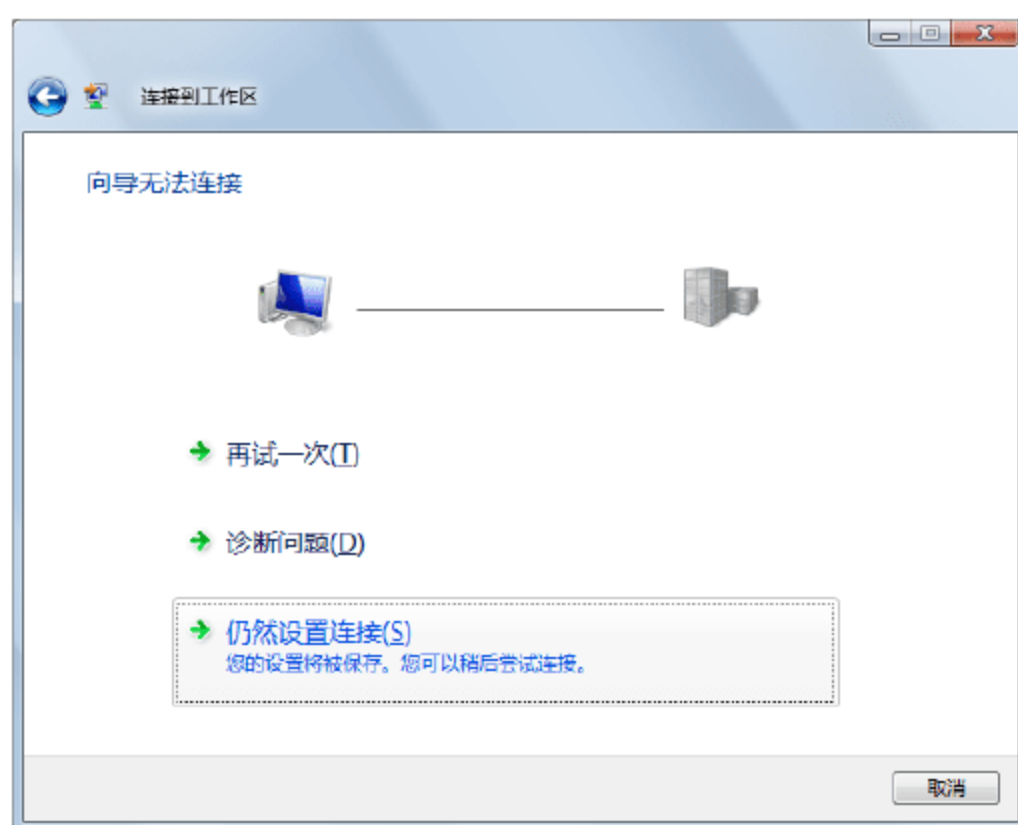 连接到工作区
向导无法连接
再试一次(T)
诊断问题(D)
仍然设置连接(S)
您的设置将被保存。您可以稍后尝试连接。
取消